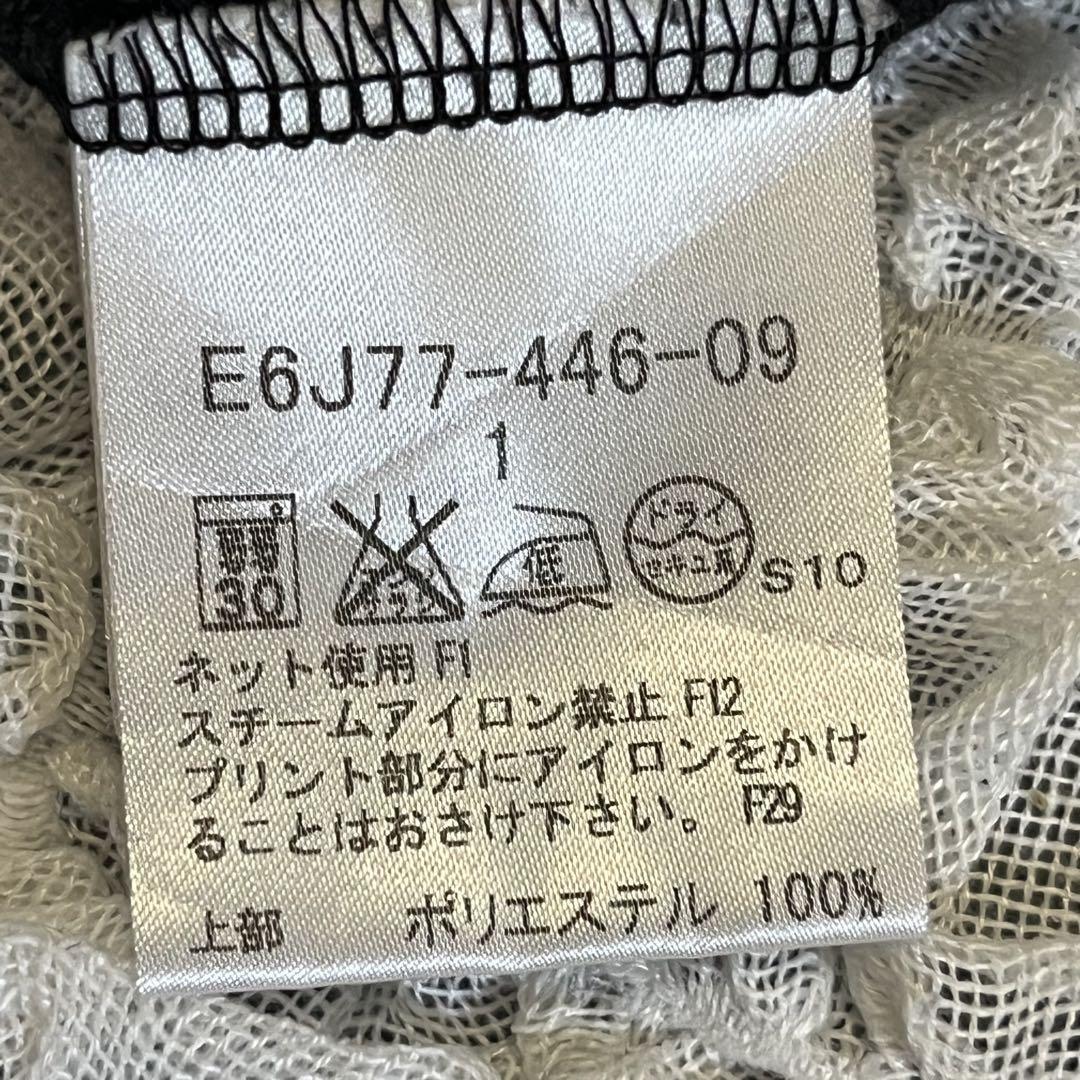 E6J77-446-09
1
30
低
ドライ
セキユ系
S10
ネット使用 F1
スチームアイロン禁止 F12
プリント部分にアイロンをかけ
ることはおさけ下さい。 F29
上部 ポリエステル 100%